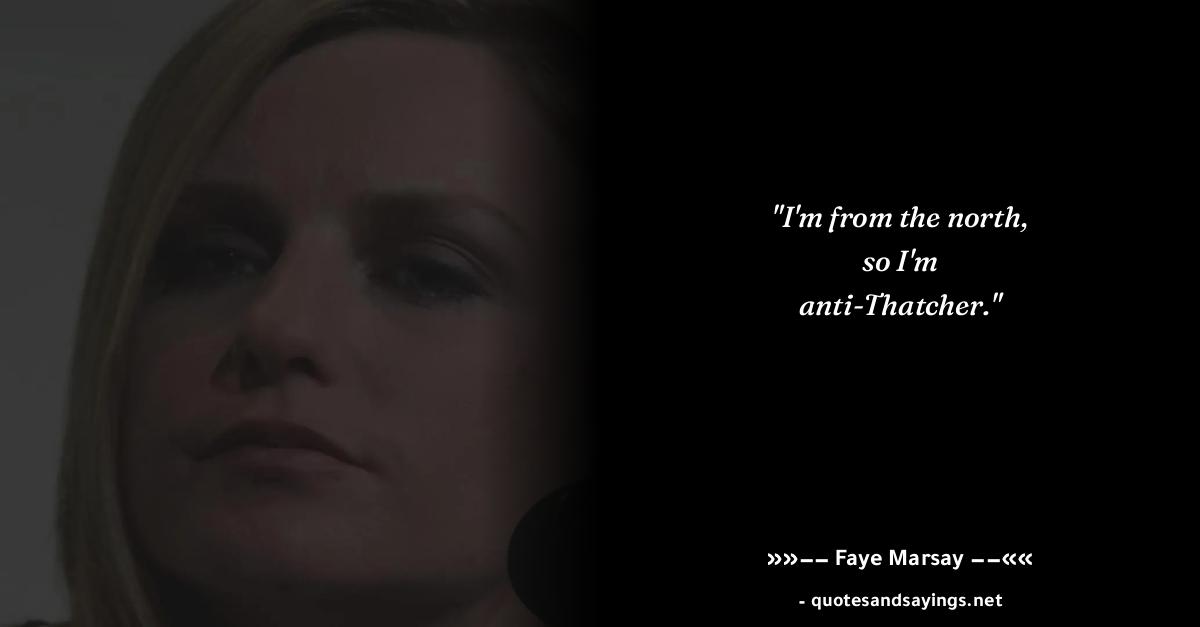 "I'm from the north,
so I'm
anti-Thatcher."
»»–– Faye Marsay ––««
- quotesandsayings.net